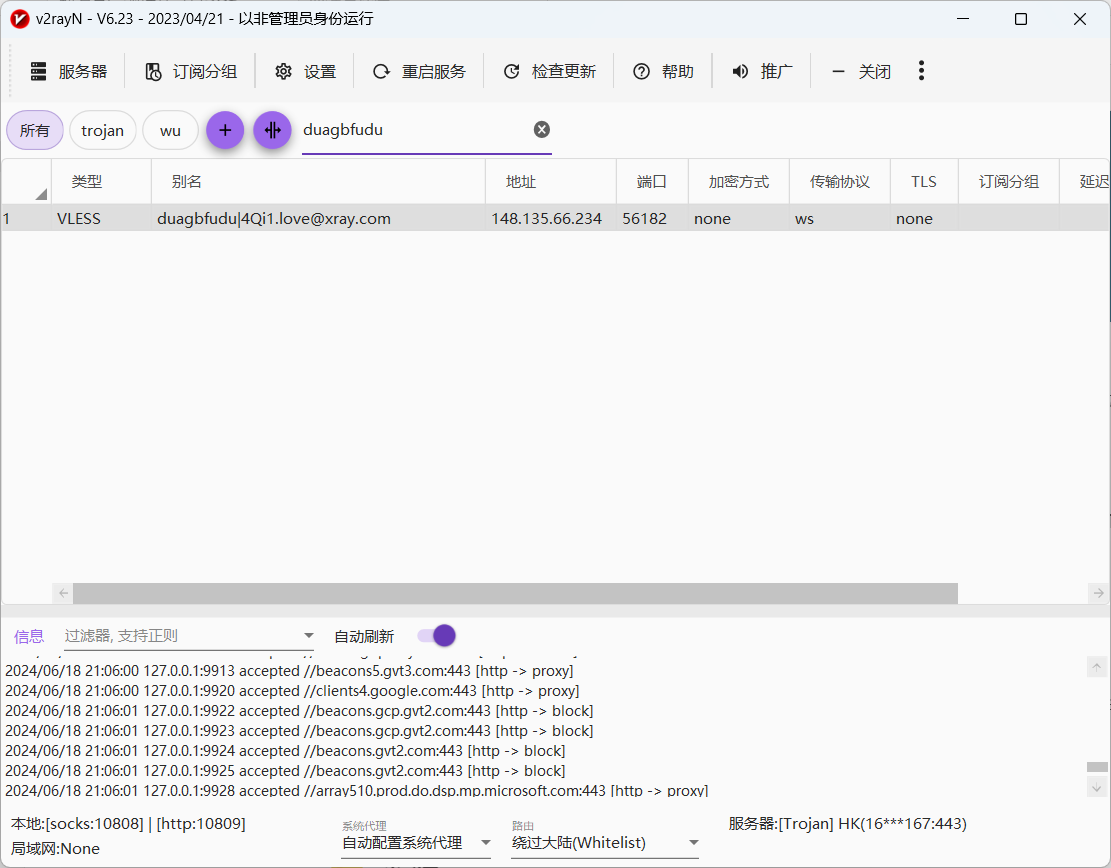 v2rayN - V6.23 - 2023/04/21 - 以非管理员身份运行
服务器 订阅分组 设置 重启服务 检查更新 帮助 推广 关闭
所有 trojan wu duagbfudu
类型 别名 地址 端口 加密方式 传输协议 TLS 订阅分组 延迟
1 VLESS duagbfudu|4Qi1.love@xray.com 148.135.66.234 56182 none ws none
信息 过滤器, 支持正则 自动刷新
2024/06/18 21:06:00 127.0.0.1:9913 accepted //beacons5.gvt3.com:443 [http -> proxy]
2024/06/18 21:06:00 127.0.0.1:9920 accepted //clients4.google.com:443 [http -> proxy]
2024/06/18 21:06:01 127.0.0.1:9922 accepted //beacons.gcp.gvt2.com:443 [http -> block]
2024/06/18 21:06:01 127.0.0.1:9923 accepted //beacons.gcp.gvt2.com:443 [http -> block]
2024/06/18 21:06:01 127.0.0.1:9924 accepted //beacons.gvt2.com:443 [http -> block]
2024/06/18 21:06:01 127.0.0.1:9925 accepted //beacons.gvt2.com:443 [http -> block]
2024/06/18 21:06:01 127.0.0.1:9928 accepted //array510.prod.do.dsp.mp.microsoft.com:443 [http -> proxy]
本地:[socks:10808] | [http:10809]
局域网:None
系统代理
自动配置系统代理
路由
绕过大陆(Whitelist)
服务器:[Trojan] HK(16***167:443)